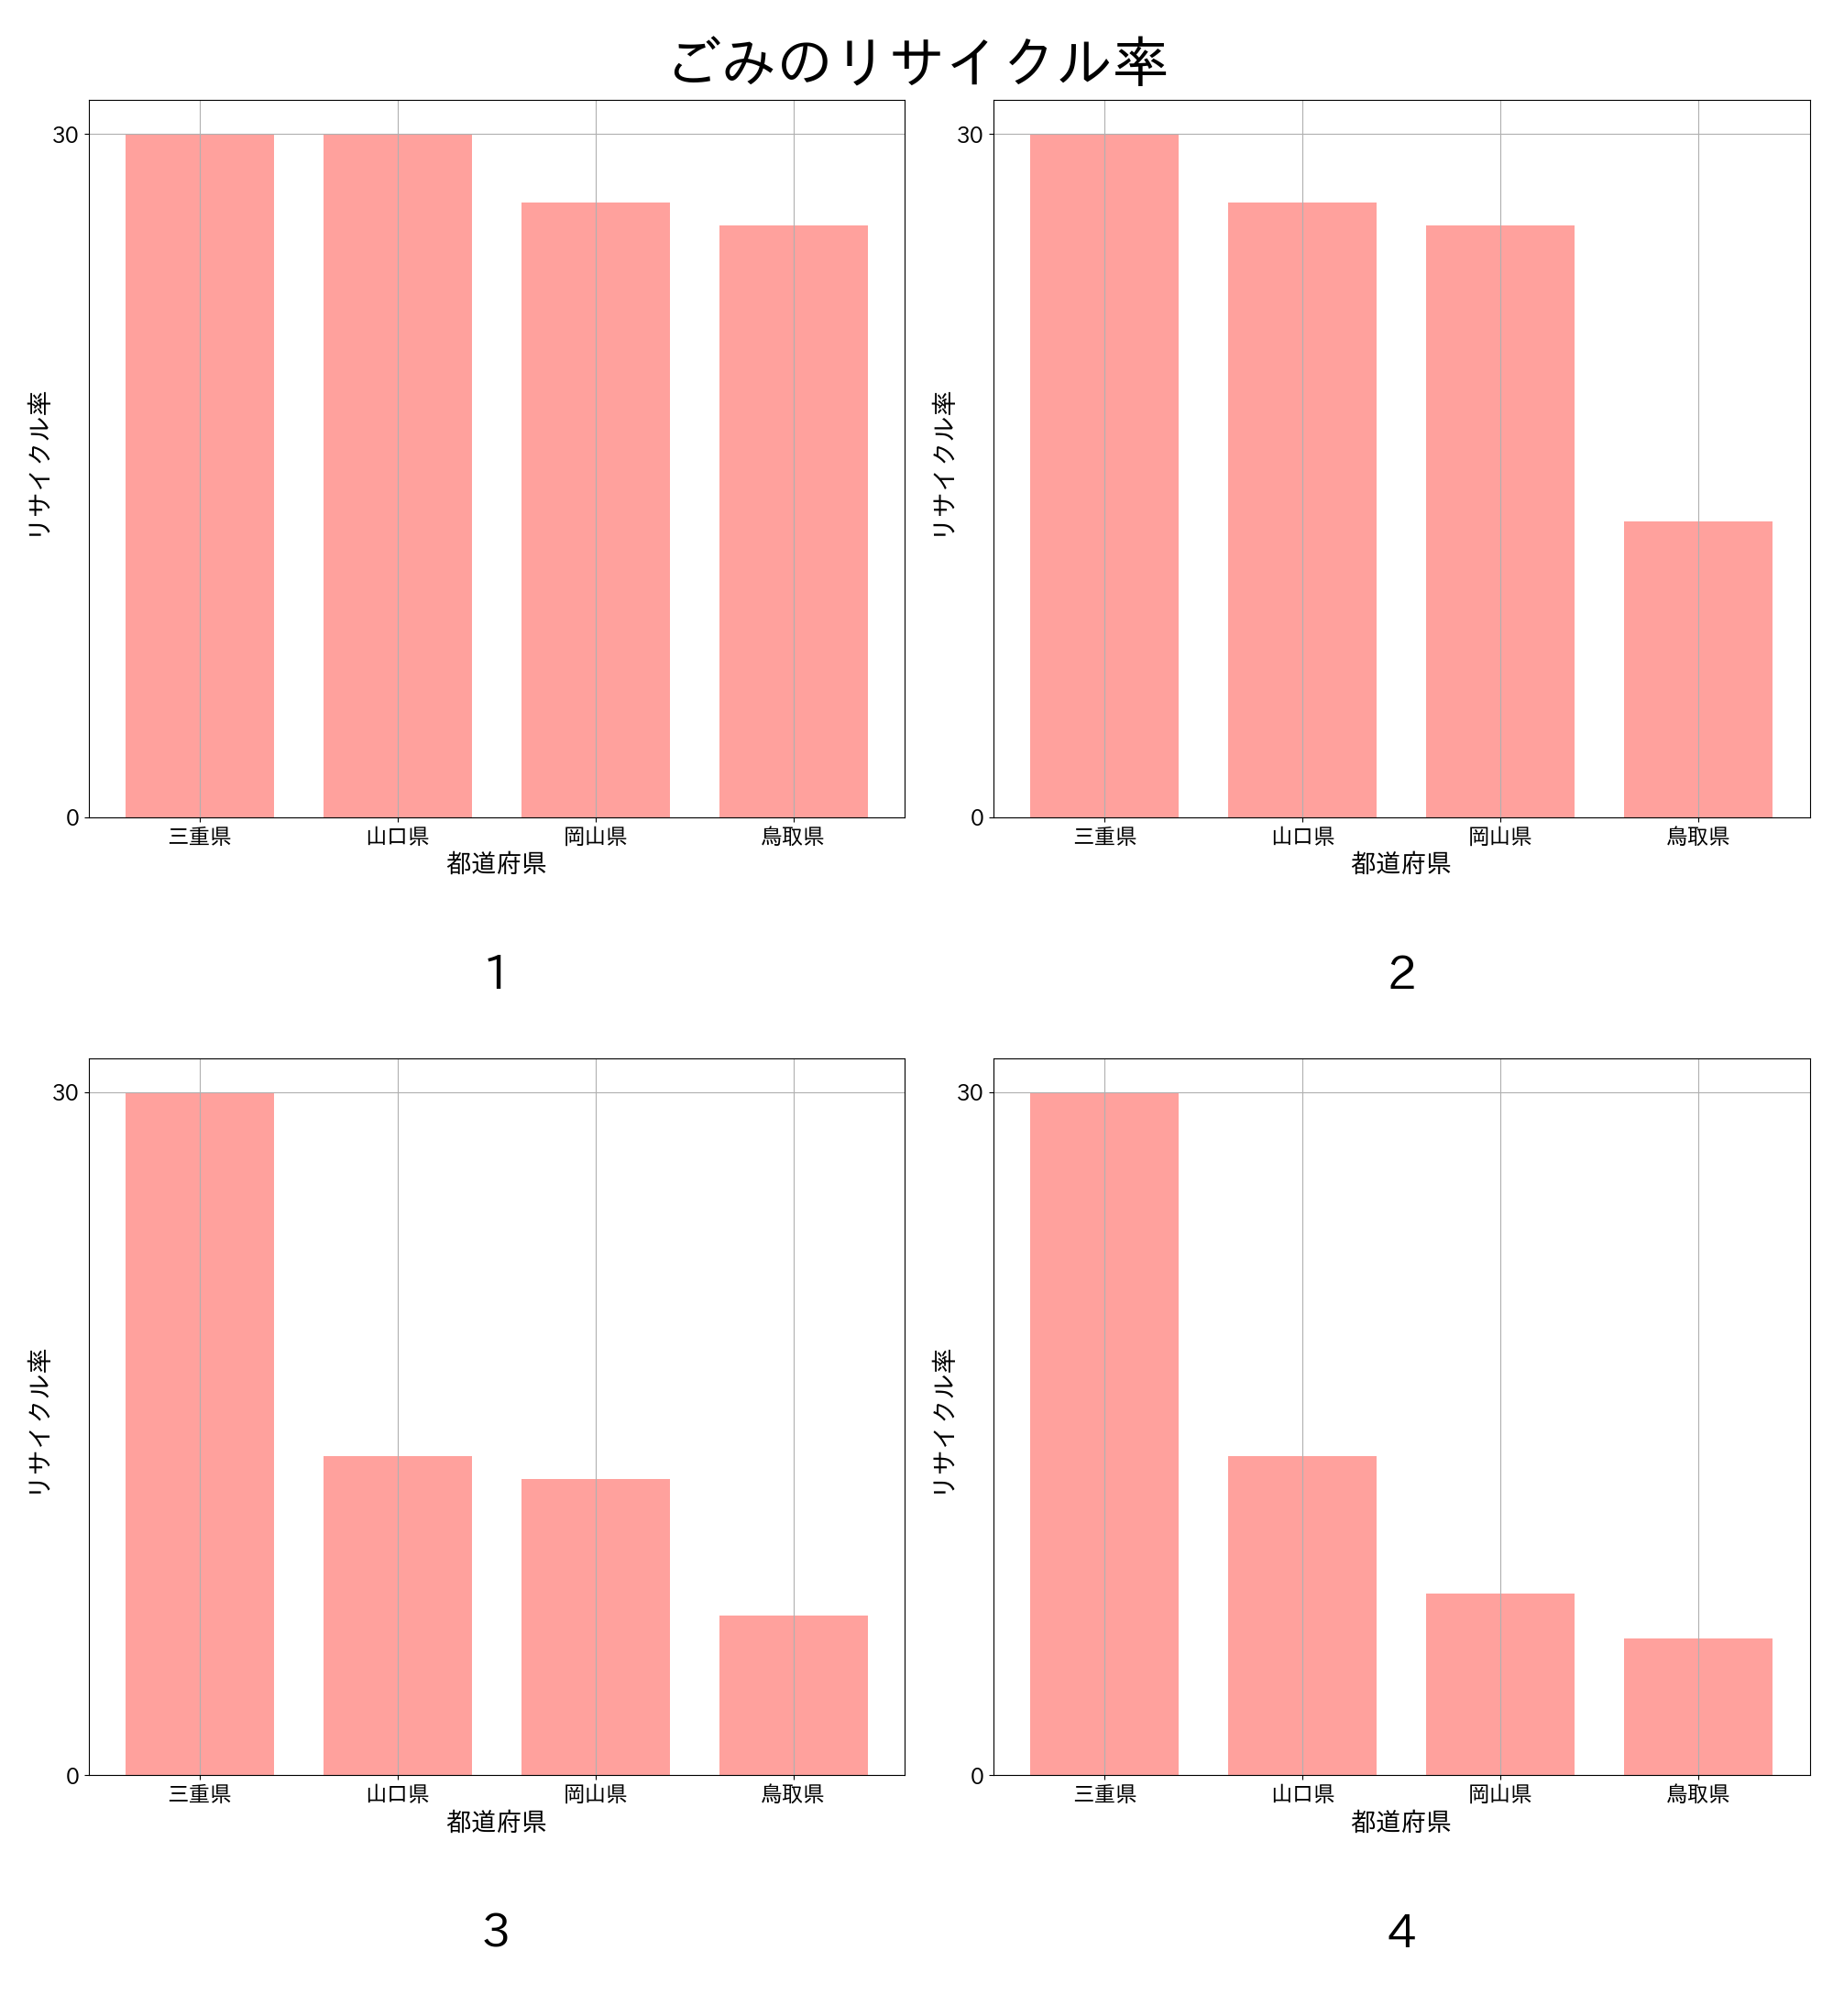 ごみのリサイクル率
30
0
リサイクル率
三重県 山口県 岡山県 鳥取県
都道府県
1
30
0
リサイクル率
三重県 山口県 岡山県 鳥取県
都道府県
2
30
0
リサイクル率
三重県 山口県 岡山県 鳥取県
都道府県
3
30
0
リサイクル率
三重県 山口県 岡山県 鳥取県
都道府県
4